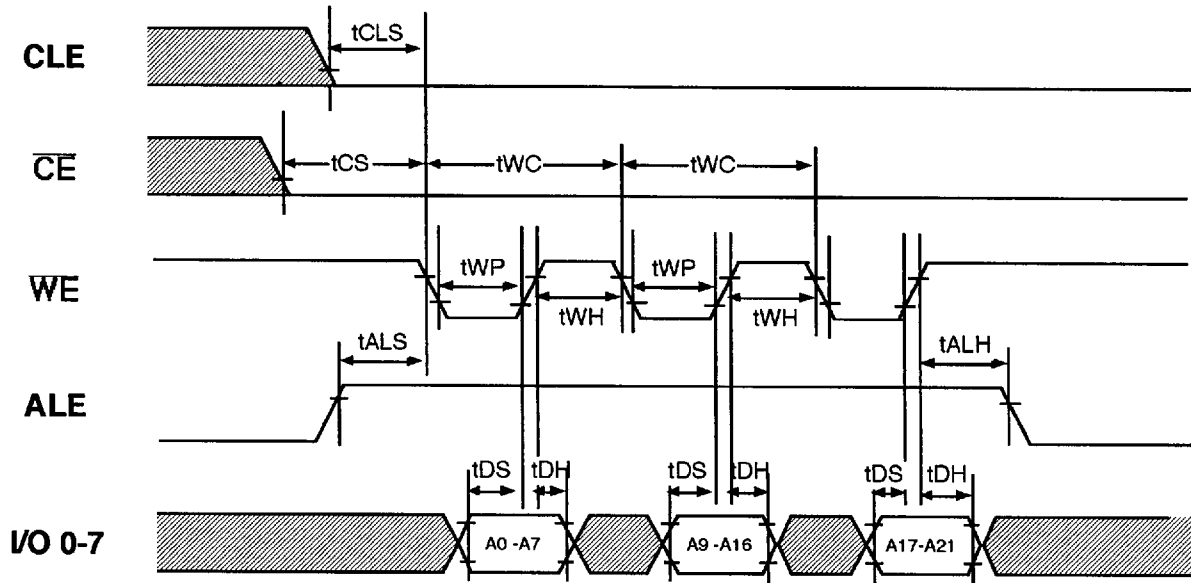 CLE
tCLS
CE
tCS
tWC
tWC
WE
tWP
tWP
tWH
tWH
tALS
tALH
ALE
tDS
tDH
tDS
tDH
tDS
tDH
I/O 0-7
A0 -A7
A9 -A16
A17-A21